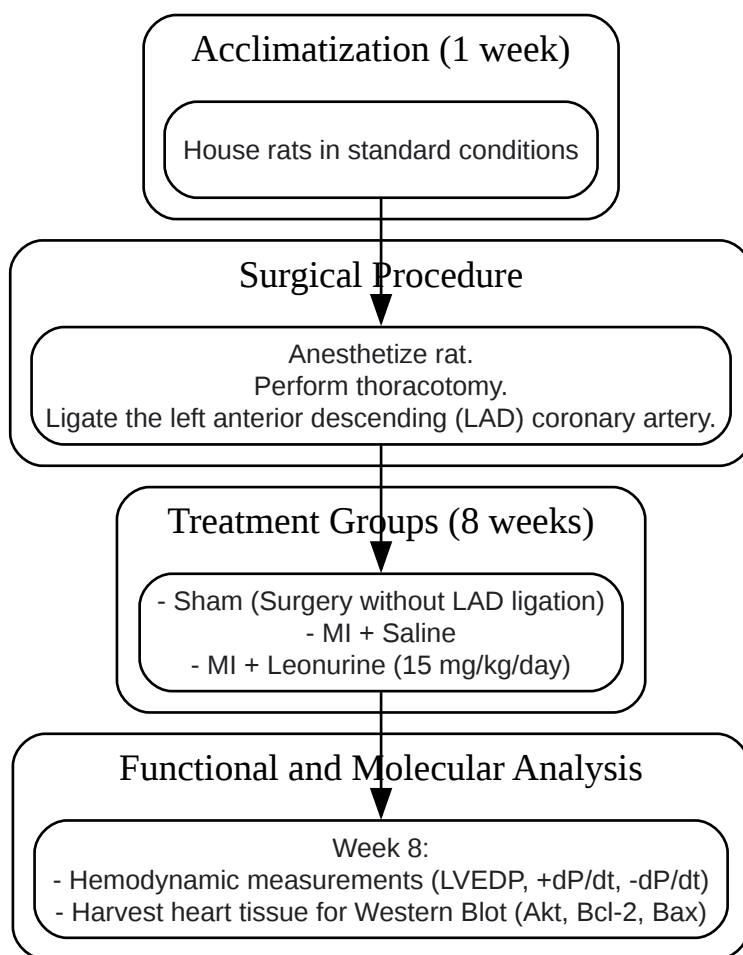 Acclimatization (1 week)
House rats in standard conditions
Surgical Procedure
Anesthetize rat.
Perform thoracotomy.
Ligate the left anterior descending (LAD) coronary artery.
Treatment Groups (8 weeks)
- Sham (Surgery without LAD ligation)
- MI + Saline
- MI + Leonurine (15 mg/kg/day)
Functional and Molecular Analysis
Week 8:
- Hemodynamic measurements (LVEDP, +dP/dt, -dP/dt)
- Harvest heart tissue for Western Blot (Akt, Bcl-2, Bax)